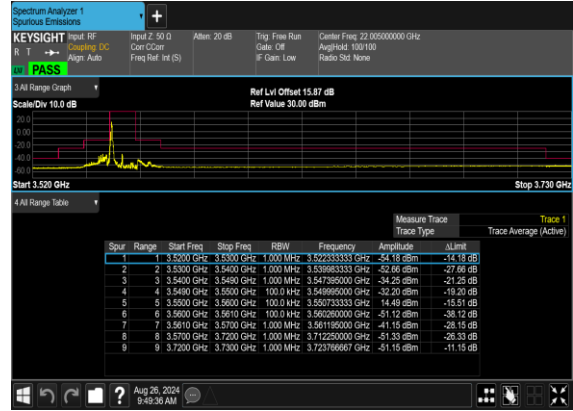 Spectrum Analyzer 1
Spurious Emissions
+
KEYSIGHT Input: RF Input Z: 50 Ω Atten: 20 dB Trig: Free Run Center Freq: 22.005000000 GHz
R T Coupling: DC Corr CCorr Gate: Off Avg|Hold: 100/100
Align: Auto Freq Ref: Int (S) IF Gain: Low Radio Std: None
LW PASS
3 All Range Graph
Ref Lvl Offset 15.87 dB
Scale/Div 10.0 dB Ref Value 30.00 dBm
20.0
0.00
-20.0
-40.0
-60.0
Start 3.520 GHz Stop 3.730 GHz
4 All Range Table
Measure Trace Trace 1
Trace Type Trace Average (Active)
Spur Range Start Freq Stop Freq RBW Frequency Amplitude ΔLimit
1 1 3.5200 GHz 3.5300 GHz 1.000 MHz 3.522333333 GHz -54.18 dBm -14.18 dB
2 2 3.5300 GHz 3.5400 GHz 1.000 MHz 3.539983333 GHz -52.66 dBm -27.66 dB
3 3 3.5400 GHz 3.5490 GHz 1.000 MHz 3.547395000 GHz -34.25 dBm -21.25 dB
4 4 3.5490 GHz 3.5500 GHz 100.0 kHz 3.549995000 GHz -32.20 dBm -19.20 dB
5 5 3.5500 GHz 3.5600 GHz 100.0 kHz 3.550733333 GHz 14.49 dBm -15.51 dB
6 6 3.5600 GHz 3.5610 GHz 100.0 kHz 3.560260000 GHz -51.12 dBm -38.12 dB
7 7 3.5610 GHz 3.5700 GHz 1.000 MHz 3.561195000 GHz -41.15 dBm -28.15 dB
8 8 3.5700 GHz 3.7200 GHz 1.000 MHz 3.712250000 GHz -51.33 dBm -26.33 dB
9 9 3.7200 GHz 3.7300 GHz 1.000 MHz 3.723766667 GHz -51.15 dBm -11.15 dB
? Aug 26, 2024
9:49:36 AM